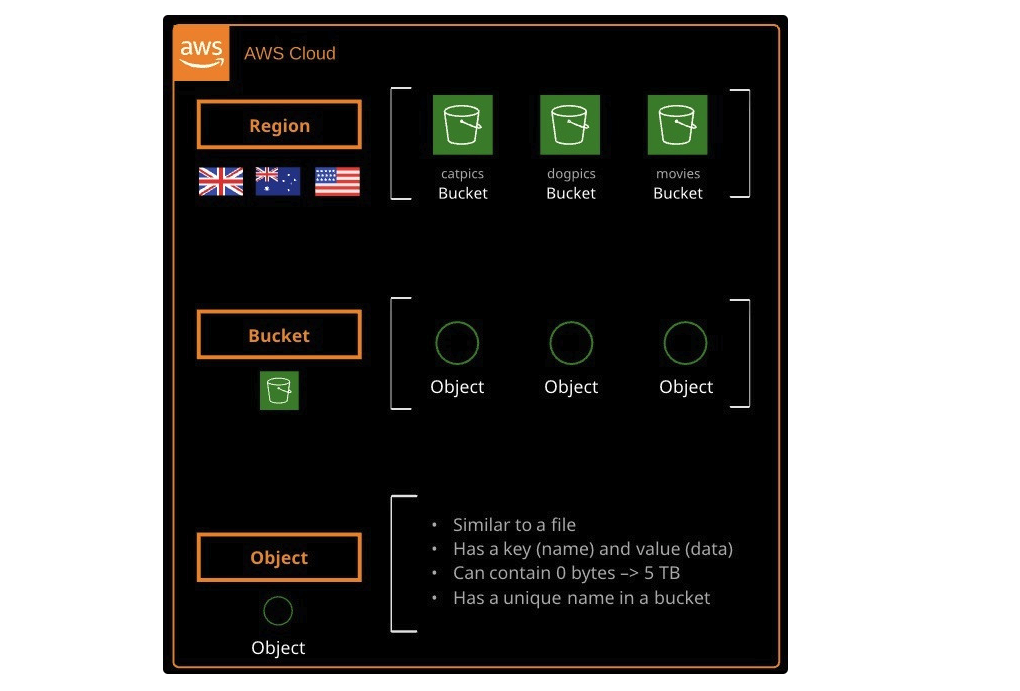 aws
AWS Cloud
Region
catpics
Bucket
dogpics
Bucket
movies
Bucket
Bucket
Object
Object
Object
Object
Object
• Similar to a file
• Has a key (name) and value (data)
• Can contain 0 bytes –> 5 TB
• Has a unique name in a bucket